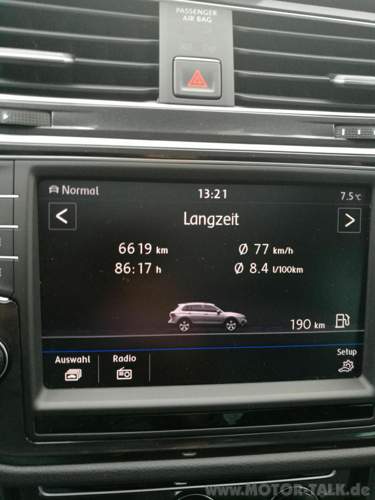 PASSENGER
AIR BAG
Normal 13:21 7.5°C
< Langzeit >
6619 km Ø 77 km/h
86:17 h Ø 8.4 l/100km
190 km
Auswahl Radio Setup
www.MOTOR-TALK.de